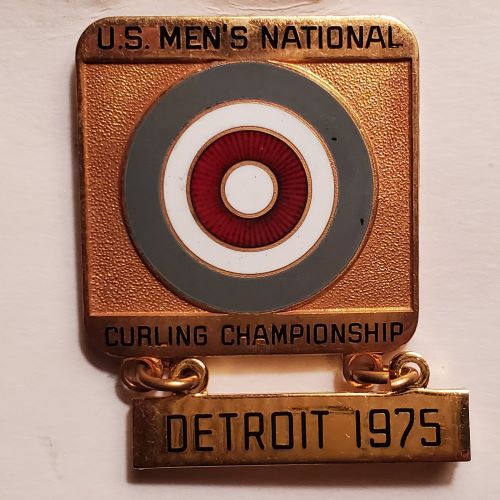 U.S. MEN'S NATIONAL
CURLING CHAMPIONSHIP
DETROIT 1975